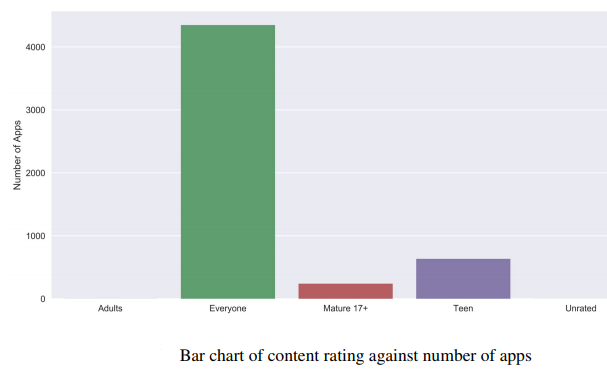 4000
3000
2000
1000
0
Number of Apps
Adults Everyone Mature 17+ Teen Unrated
Bar chart of content rating against number of apps